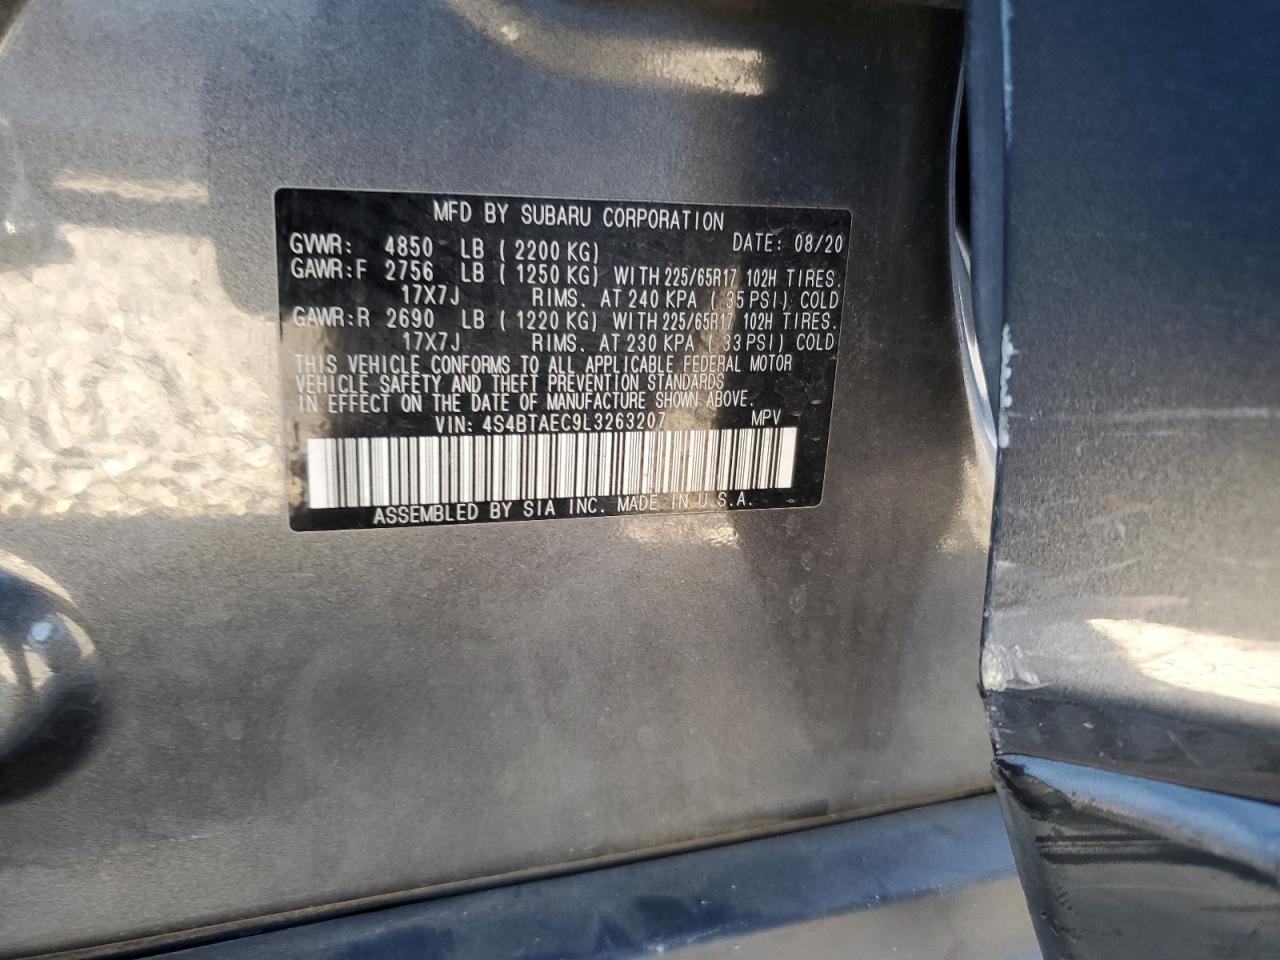 MFD BY SUBARU CORPORATION
GVWR: 4850 LB ( 2200 KG) DATE: 08/20
GAWR:F 2756 LB ( 1250 KG) WITH 225/65R17 102H TIRES.
17X7J RIMS. AT 240 KPA ( 35 PSI) COLD
GAWR:R 2690 LB ( 1220 KG) WITH 225/65R17 102H TIRES.
17X7J RIMS. AT 230 KPA ( 33 PSI) COLD
THIS VEHICLE CONFORMS TO ALL APPLICABLE FEDERAL MOTOR
VEHICLE SAFETY AND THEFT PREVENTION STANDARDS
IN EFFECT ON THE DATE OF MANUFACTURE SHOWN ABOVE.
VIN: 4S4BTAEC9L3263207 MPV
ASSEMBLED BY SIA INC. MADE IN U.S.A.